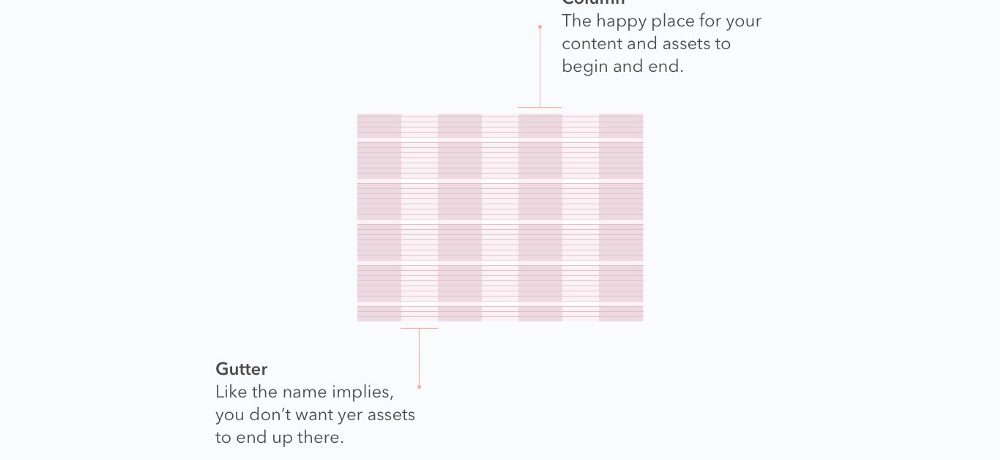 Column
The happy place for your
content and assets to
begin and end.
Gutter
Like the name implies,
you don’t want yer assets
to end up there.